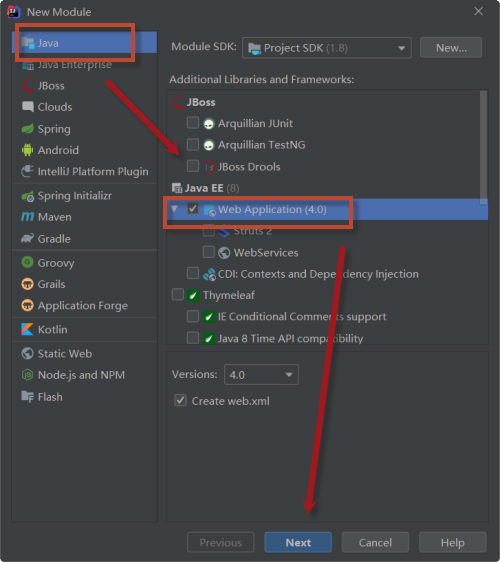 New Module
Java
Java Enterprise
JBoss
Clouds
Spring
Android
IntelliJ Platform Plugin
Spring Initializr
Maven
Gradle
Groovy
Grails
Application Forge
Kotlin
Static Web
Node.js and NPM
Flash
Module SDK:
Project SDK (1.8)
New...
Additional Libraries and Frameworks:
JBoss
Arquillian JUnit
Arquillian TestNG
JBoss Drools
Java EE (8)
Web Application (4.0)
Struts 2
WebServices
CDI: Contexts and Dependency Injection
Thymeleaf
IE Conditional Comments support
Java 8 Time API compatibility
Versions:
4.0
Create web.xml
Previous
Next
Cancel
Help